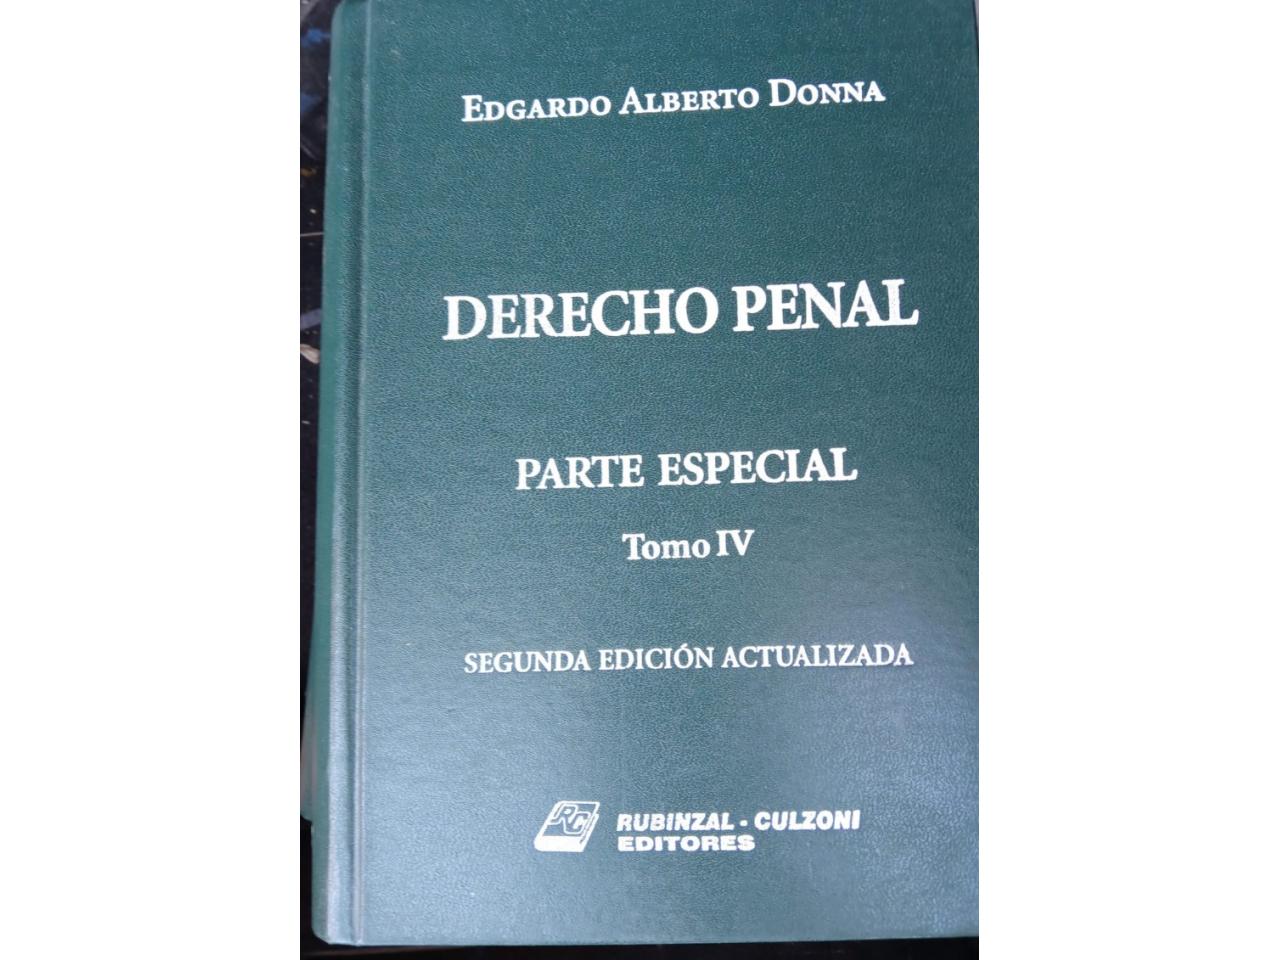 EDGARDO ALBERTO DONNA
DERECHO PENAL
PARTE ESPECIAL
Tomo IV
SEGUNDA EDICIÓN ACTUALIZADA
RC
RUBINZAL - CULZONI
EDITORES